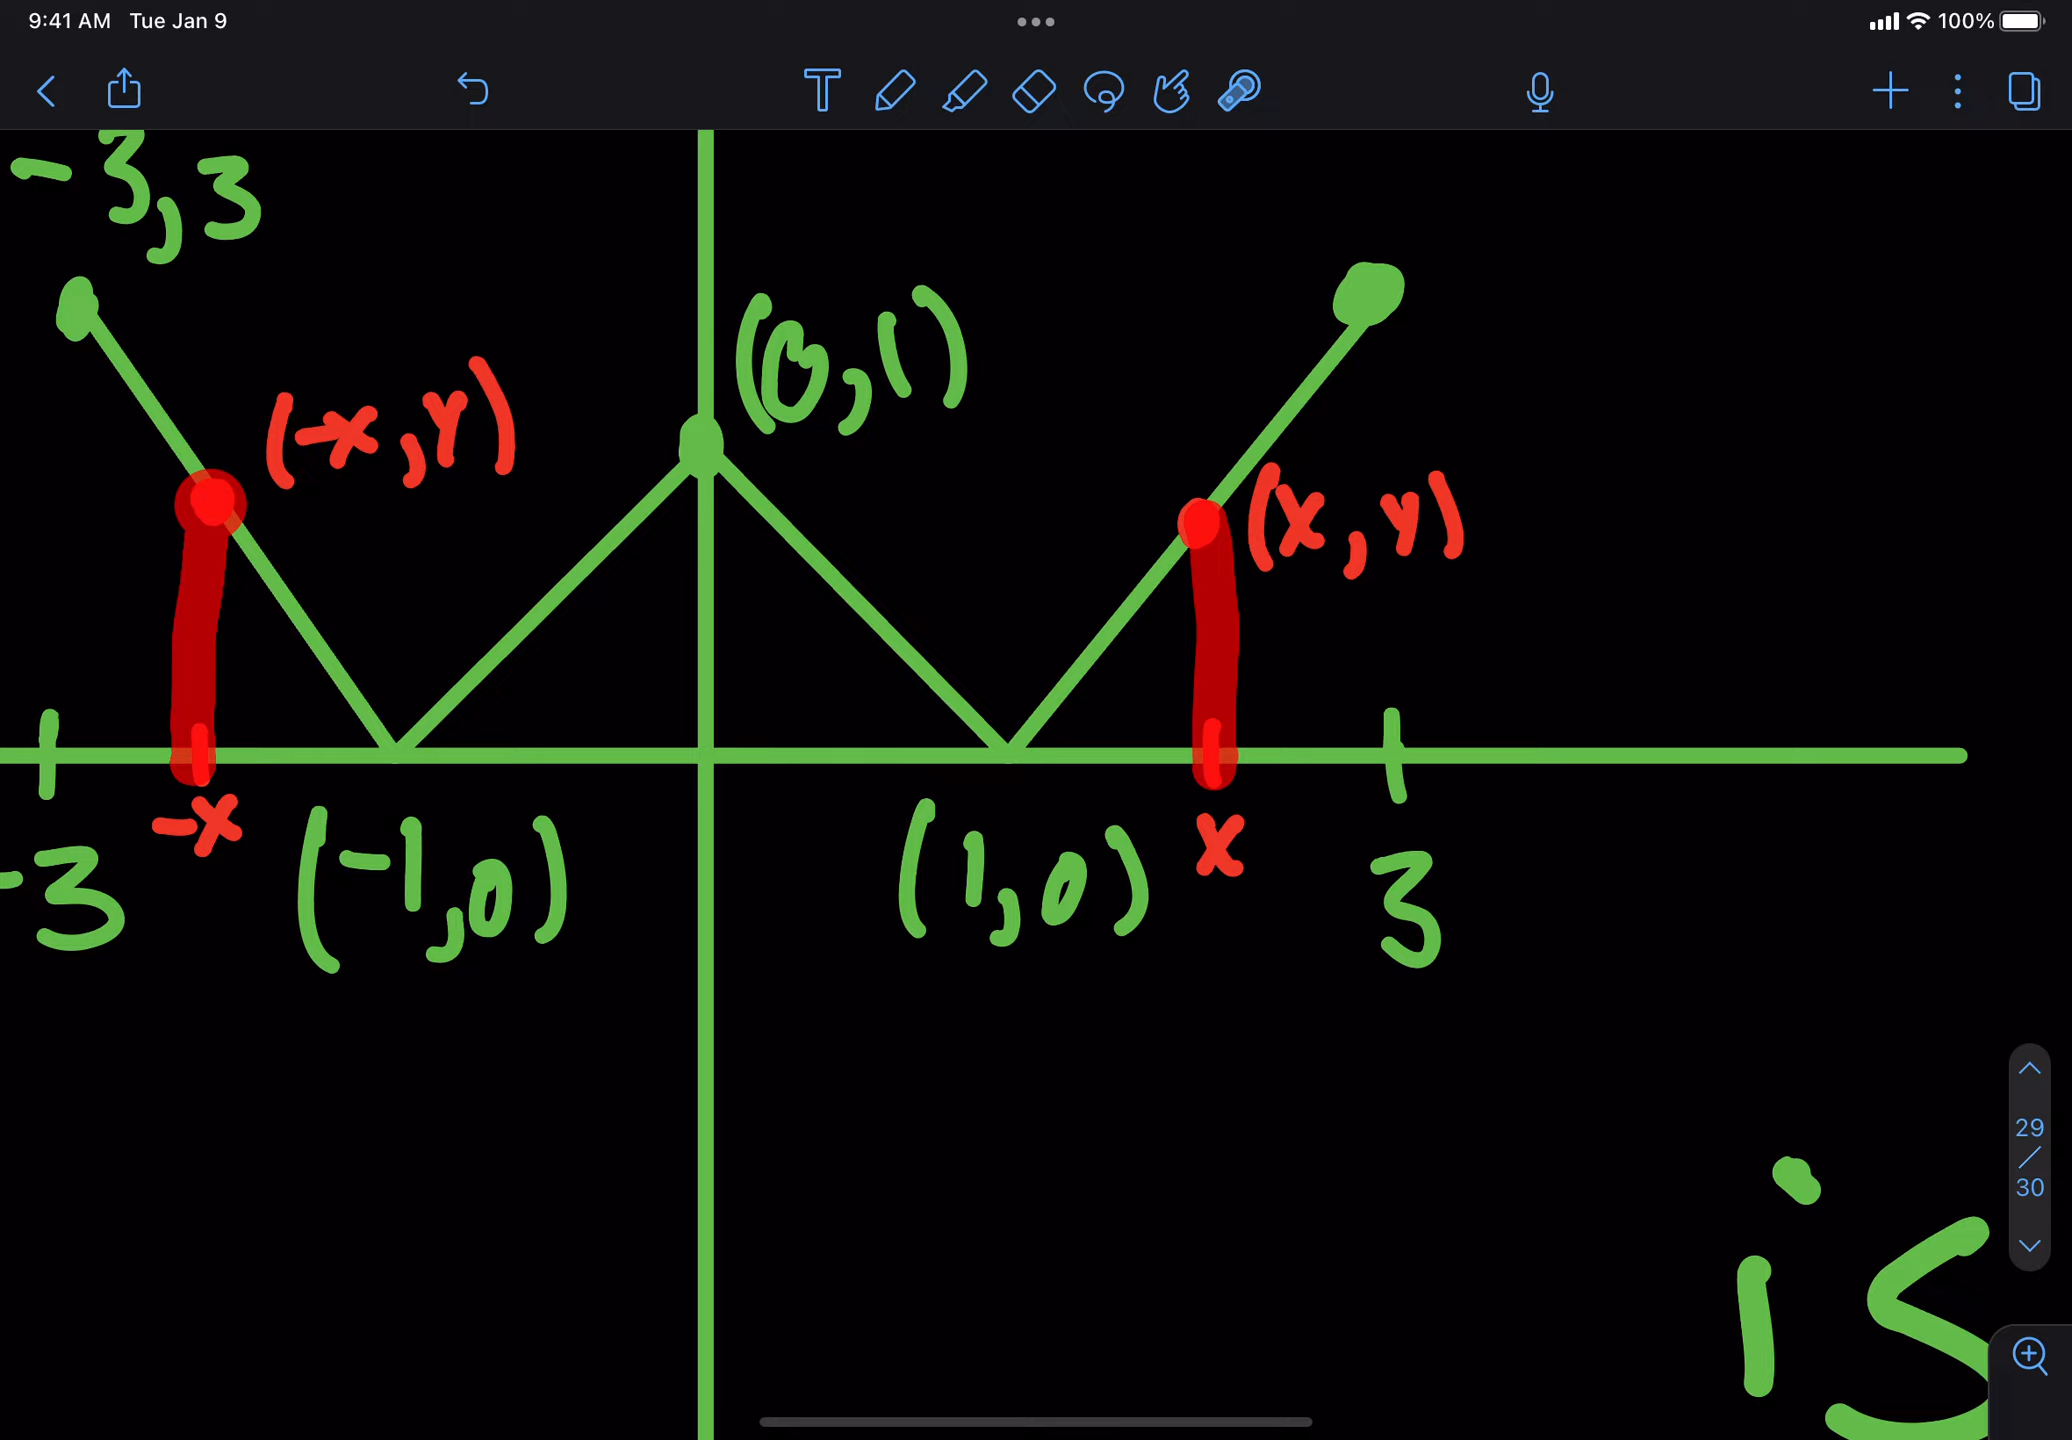 9:41 AM Tue Jan 9
100%
T
-3,3
(0,1)
(-x,y)
(x,y)
-x
x
-3
(-1,0)
(1,0)
3
29
/
30
is